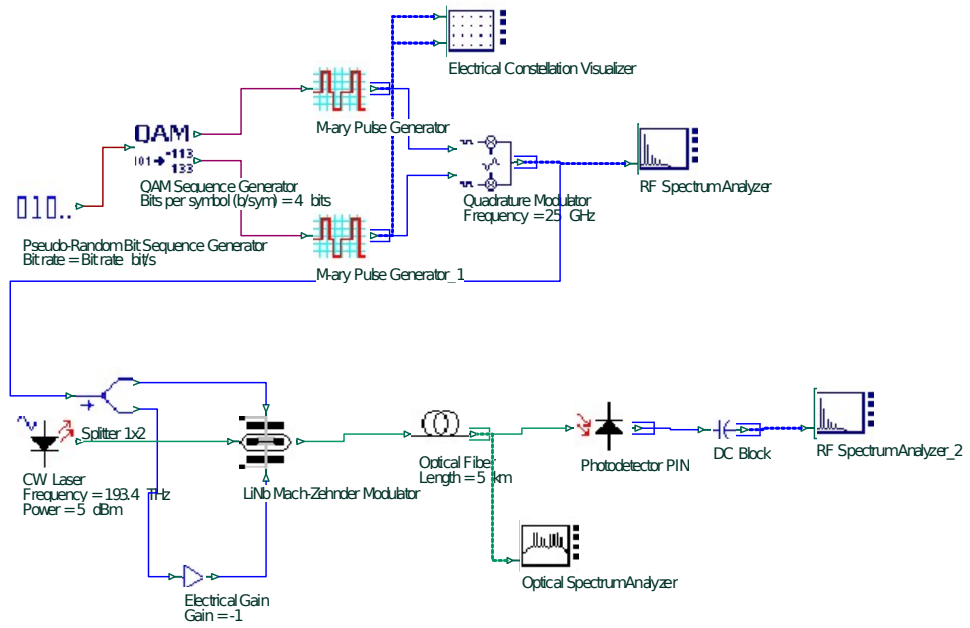 Electrical Constellation Visualizer
M-ary Pulse Generator
QAM
101
-113
133
QAM Sequence Generator
Bits per symbol (b/sym) = 4 bits
RF Spectrum Analyzer
Quadrature Modulator
Frequency = 25 GHz
010..
Pseudo-Random Bit Sequence Generator
Bit rate = Bit rate bit/s
M-ary Pulse Generator_1
Splitter 1x2
CW Laser
Frequency = 193.4 THz
Power = 5 dBm
LiNb Mach-Zehnder Modulator
Optical Fiber
Length = 5 km
Photodetector PIN
DC Block
RF Spectrum Analyzer_2
Optical Spectrum Analyzer
Electrical Gain
Gain = -1